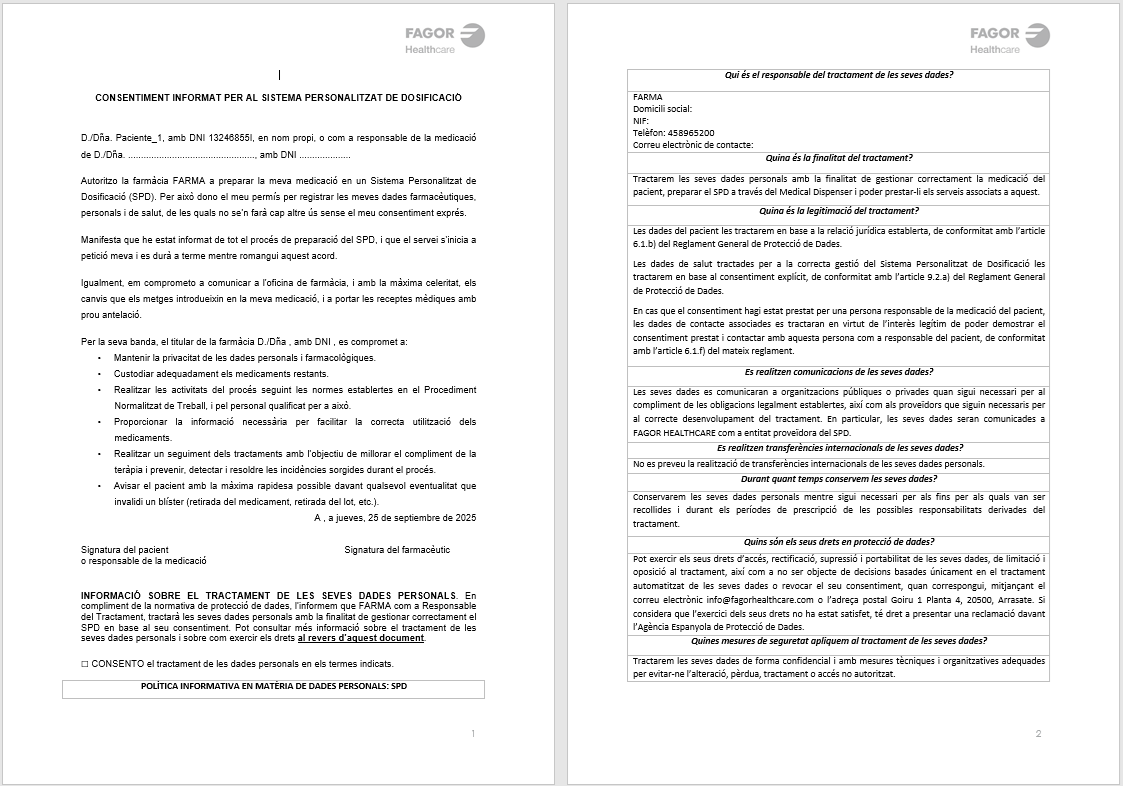 FAGOR
Healthcare
CONSENTIMENT INFORMAT PER AL SISTEMA PERSONALITZAT DE DOSIFICACIÓ
D./Dña. Paciente_1, amb DNI 13246855I, en nom propi, o com a responsable de la medicació
de D./Dña. .................................................., amb DNI ....................
Autoritzo la farmàcia FARMA a preparar la meva medicació en un Sistema Personalitzat de
Dosificació (SPD). Per això dono el meu permís per registrar les meves dades farmacèutiques,
personals i de salut, de les quals no se'n farà cap altre ús sense el meu consentiment exprés.
Manifesta que he estat informat de tot el procés de preparació del SPD, i que el servei s'inicia a
petició meva i es durà a terme mentre romangui aquest acord.
Igualment, em comprometo a comunicar a l'oficina de farmàcia, i amb la màxima celeritat, els
canvis que els metges introdueixin en la meva medicació, i a portar les receptes mèdiques amb
prou antelació.
Per la seva banda, el titular de la farmàcia D./Dña , amb DNI , es compromet a:
• Mantenir la privacitat de les dades personals i farmacològiques.
• Custodiar adequadament els medicaments restants.
• Realitzar les activitats del procés seguint les normes establertes en el Procediment
Normalitzat de Treball, i pel personal qualificat per a això.
• Proporcionar la informació necessària per facilitar la correcta utilització dels
medicaments.
• Realitzar un seguiment dels tractaments amb l'objectiu de millorar el compliment de la
teràpia i prevenir, detectar i resoldre les incidències sorgides durant el procés.
• Avisar el pacient amb la màxima rapidesa possible davant qualsevol eventualitat que
invalidi un blíster (retirada del medicament, retirada del lot, etc.).
A , a jueves, 25 de septiembre de 2025
Signatura del pacient Signatura del farmacèutic
o responsable de la medicació
INFORMACIÓ SOBRE EL TRACTAMENT DE LES SEVES DADES PERSONALS. En
compliment de la normativa de protecció de dades, l'informem que FARMA com a Responsable
del Tractament, tractarà les seves dades personals amb la finalitat de gestionar correctament el
SPD en base al seu consentiment. Pot consultar més informació sobre el tractament de les
seves dades personals i sobre com exercir els drets al revers d'aquest document.
☐ CONSENTO el tractament de les dades personals en els termes indicats.
POLÍTICA INFORMATIVA EN MATÈRIA DE DADES PERSONALS: SPD
1
FAGOR
Healthcare
Qui és el responsable del tractament de les seves dades?
FARMA
Domicili social:
NIF:
Telèfon: 458965200
Correu electrònic de contacte:
Quina és la finalitat del tractament?
Tractarem les seves dades personals amb la finalitat de gestionar correctament la medicació del
pacient, preparar el SPD a través del Medical Dispenser i poder prestar-li els serveis associats a aquest.
Quina és la legitimació del tractament?
Les dades del pacient les tractarem en base a la relació jurídica establerta, de conformitat amb l'article
6.1.b) del Reglament General de Protecció de Dades.
Les dades de salut tractades per a la correcta gestió del Sistema Personalitzat de Dosificació les
tractarem en base al consentiment explícit, de conformitat amb l'article 9.2.a) del Reglament General
de Protecció de Dades.
En cas que el consentiment hagi estat prestat per una persona responsable de la medicació del pacient,
les dades de contacte associades es tractaran en virtut de l'interès legítim de poder demostrar el
consentiment prestat i contactar amb aquesta persona com a responsable del pacient, de conformitat
amb l'article 6.1.f) del mateix reglament.
Es realitzen comunicacions de les seves dades?
Les seves dades es comunicaran a organitzacions públiques o privades quan sigui necessari per al
compliment de les obligacions legalment establertes, així com als proveïdors que siguin necessaris per
al correcte desenvolupament del tractament. En particular, les seves dades seran comunicades a
FAGOR HEALTHCARE com a entitat proveïdora del SPD.
Es realitzen transferències internacionals de les seves dades?
No es preveu la realització de transferències internacionals de les seves dades personals.
Durant quant temps conservem les seves dades?
Conservarem les seves dades personals mentre sigui necessari per als fins per als quals van ser
recollides i durant els períodes de prescripció de les possibles responsabilitats derivades del
tractament.
Quins són els seus drets en protecció de dades?
Pot exercir els seus drets d'accés, rectificació, supressió i portabilitat de les seves dades, de limitació i
oposició al tractament, així com a no ser objecte de decisions basades únicament en el tractament
automatitzat de les seves dades o revocar el seu consentiment, quan correspongui, mitjançant el
correu electrònic info@fagorhealthcare.com o l'adreça postal Goiru 1 Planta 4, 20500, Arrasate. Si
considera que l'exercici dels seus drets no ha estat satisfet, té dret a presentar una reclamació davant
l'Agència Espanyola de Protecció de Dades.
Quines mesures de seguretat apliquem al tractament de les seves dades?
Tractarem les seves dades de forma confidencial i amb mesures tècniques i organitzatives adequades
per evitar-ne l'alteració, pèrdua, tractament o accés no autoritzat.
2